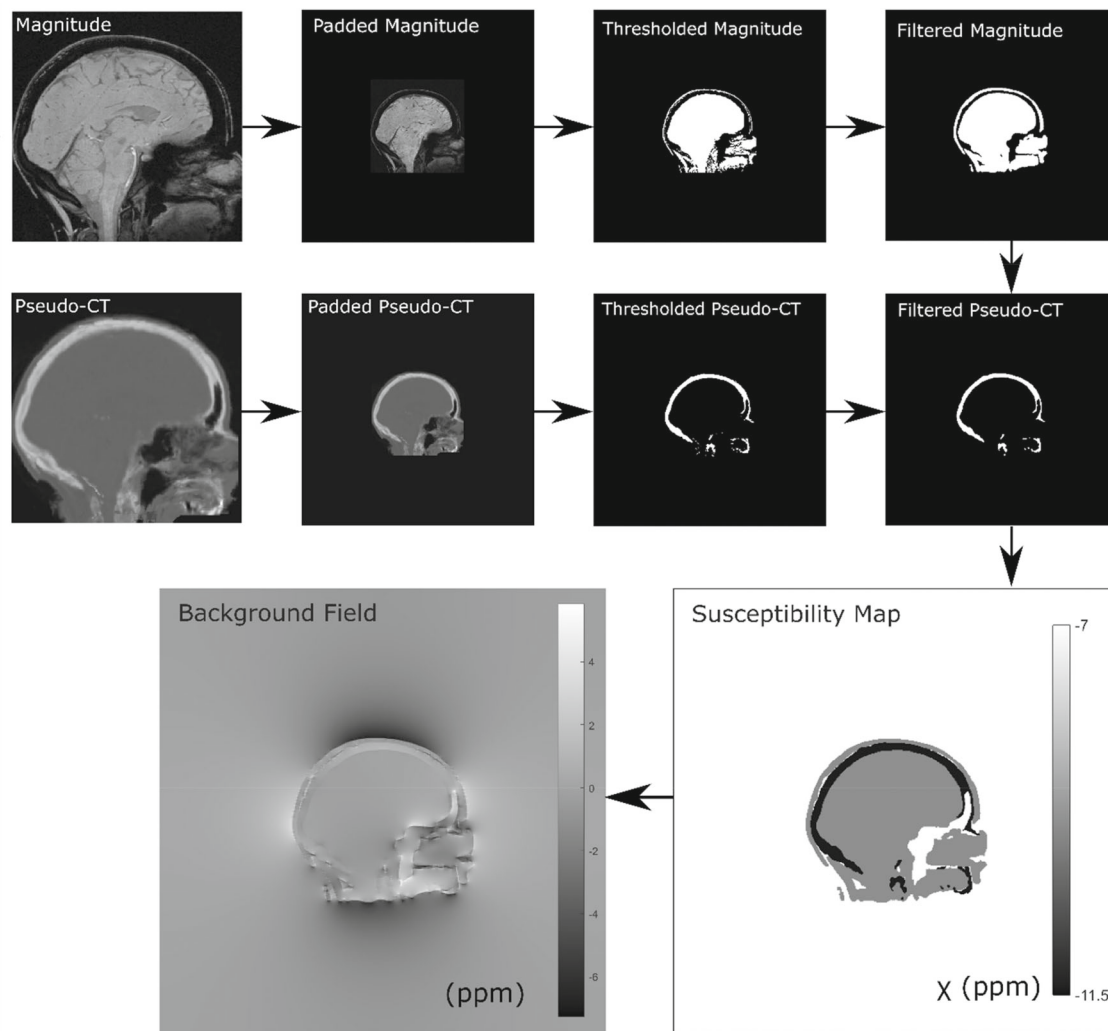 Magnitude
Padded Magnitude
Thresholded Magnitude
Filtered Magnitude
Pseudo-CT
Padded Pseudo-CT
Thresholded Pseudo-CT
Filtered Pseudo-CT
Background Field
4
2
0
-2
-4
-6
(ppm)
Susceptibility Map
-7
-11.5
X (ppm)